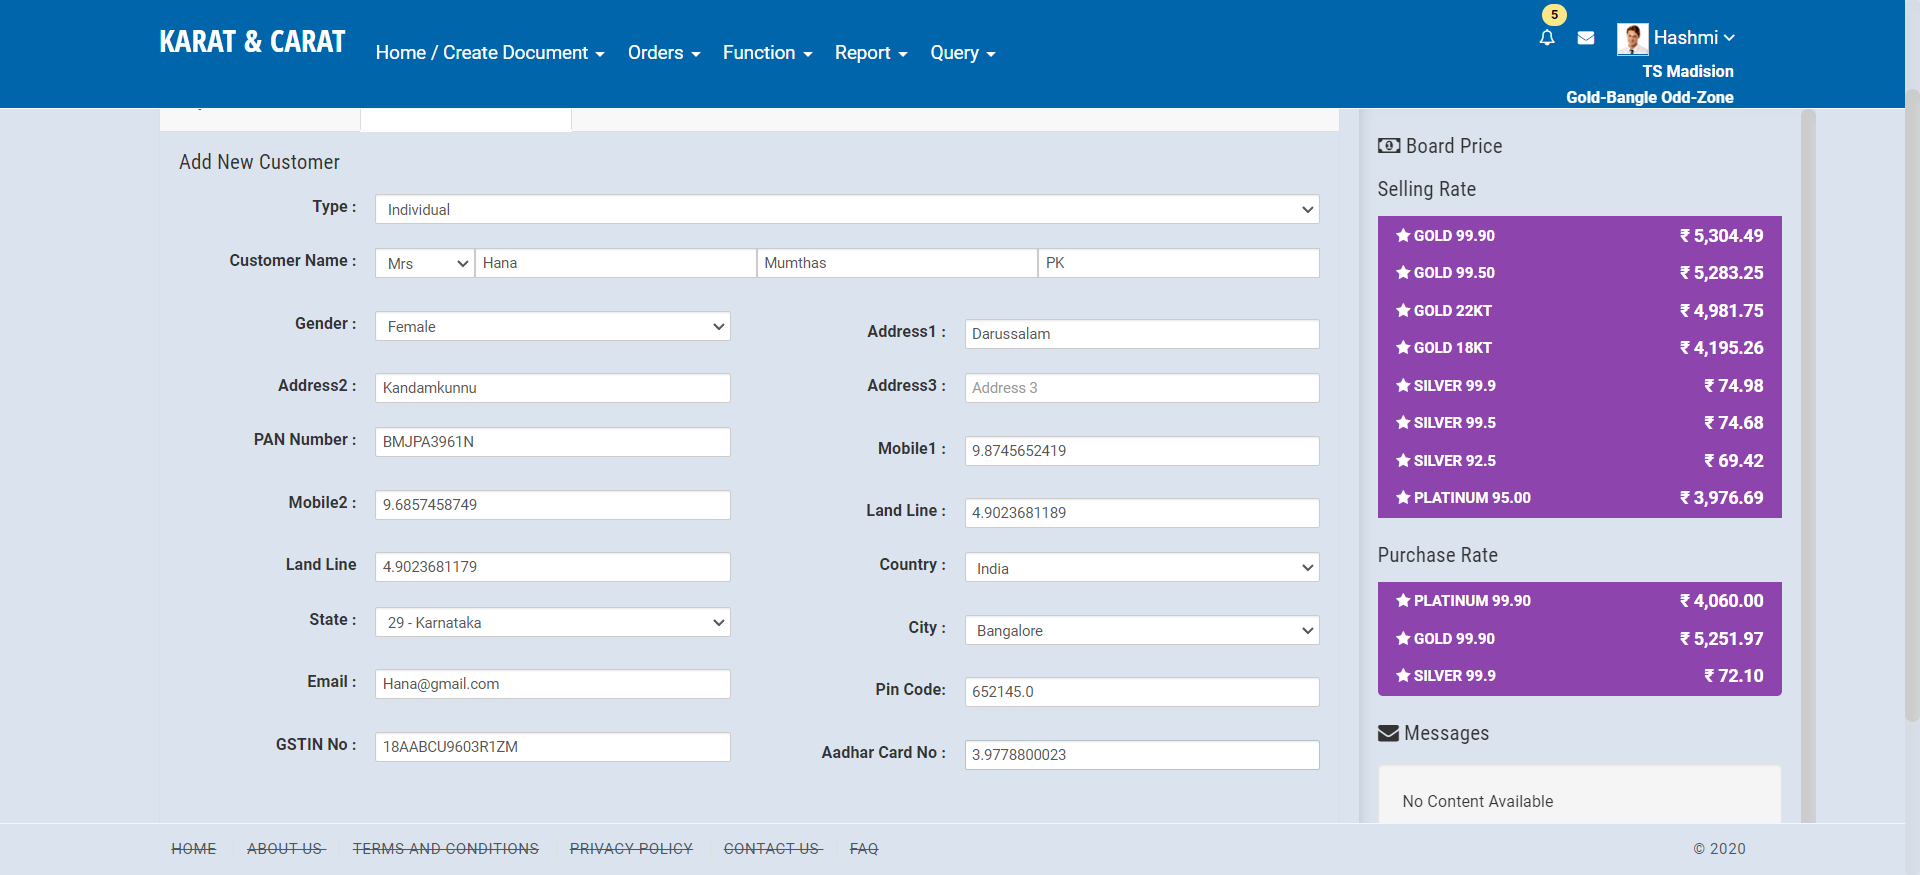 KARAT & CARAT
Home / Create Document
Orders
Function
Report
Query
5
Hashmi
TS Madision
Gold-Bangle Odd-Zone
Add New Customer
Type :
Individual
Customer Name :
Mrs
Hana
Mumthas
PK
Gender :
Female
Address1 :
Darussalam
Address2 :
Kandamkunnu
Address3 :
Address 3
PAN Number :
BMJPA3961N
Mobile1 :
9.8745652419
Mobile2 :
9.6857458749
Land Line :
4.9023681189
Land Line
4.9023681179
Country :
India
State :
29 - Karnataka
City :
Bangalore
Email :
Hana@gmail.com
Pin Code:
652145.0
GSTIN No :
18AABCU9603R1ZM
Aadhar Card No :
3.9778800023
Board Price
Selling Rate
GOLD 99.90 ₹ 5,304.49
GOLD 99.50 ₹ 5,283.25
GOLD 22KT ₹ 4,981.75
GOLD 18KT ₹ 4,195.26
SILVER 99.9 ₹ 74.98
SILVER 99.5 ₹ 74.68
SILVER 92.5 ₹ 69.42
PLATINUM 95.00 ₹ 3,976.69
Purchase Rate
PLATINUM 99.90 ₹ 4,060.00
GOLD 99.90 ₹ 5,251.97
SILVER 99.9 ₹ 72.10
Messages
No Content Available
HOME
ABOUT US
TERMS AND CONDITIONS
PRIVACY POLICY
CONTACT US
FAQ
© 2020